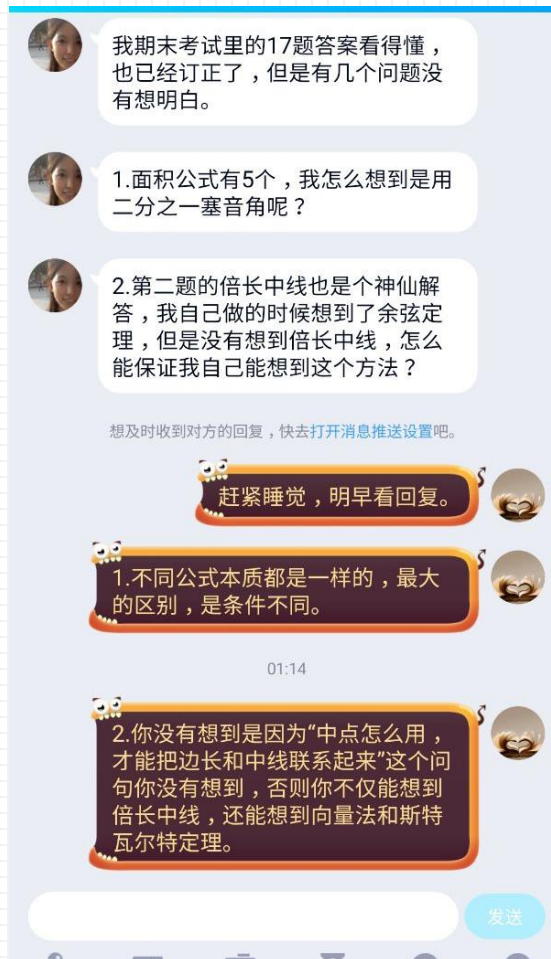 我期末考试里的17题答案看得懂，
也已经订正了，但是有几个问题没
有想明白。
1.面积公式有5个，我怎么想到是用
二分之一塞音角呢？
2.第二题的倍长中线也是个神仙解
答，我自己做的时候想到了余弦定
理，但是没有想到倍长中线，怎么
能保证我自己能想到这个方法？
想及时收到对方的回复，快去打开消息推送设置吧。
赶紧睡觉，明早看回复。
1.不同公式本质都是一样的，最大
的区别，是条件不同。
01:14
2.你没有想到是因为“中点怎么用，
才能把边长和中线联系起来”这个问
句你没有想到，否则你不仅能想到
倍长中线，还能想到向量法和斯特
瓦尔特定理。
发送